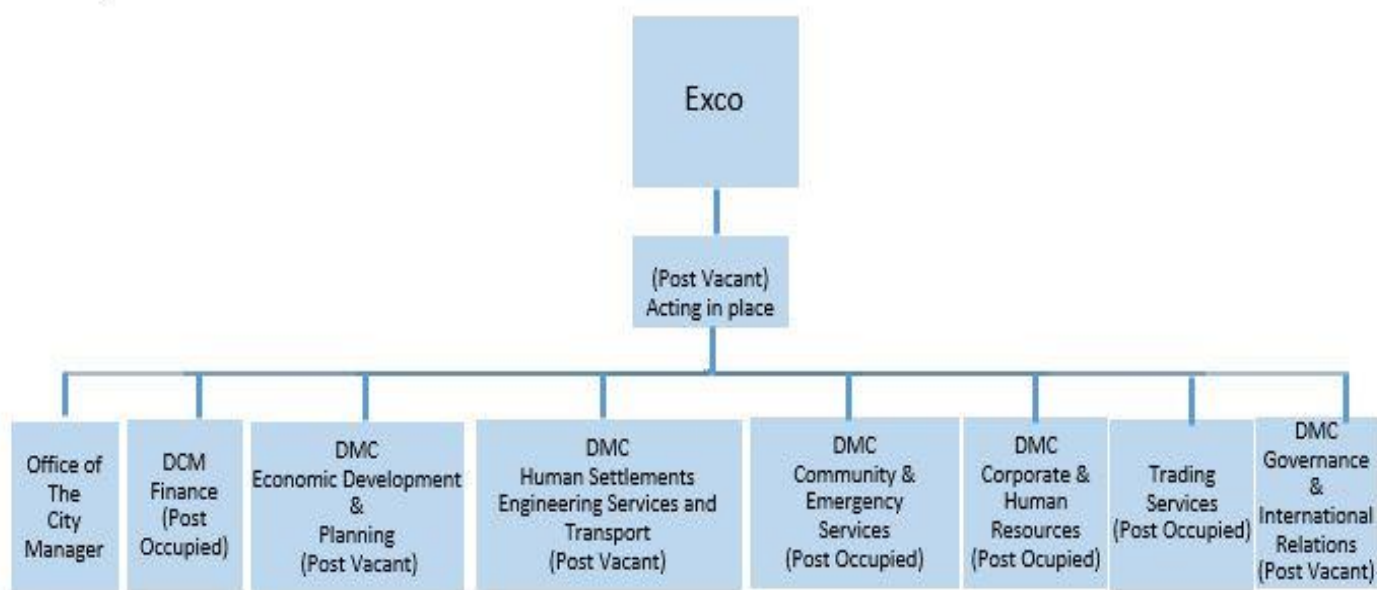 Exco
(Post Vacant)
Acting in place
Office of
The
City
Manager
DCM
Finance
(Post
Occupied)
DMC
Economic Development
&
Planning
(Post Vacant)
DMC
Human Settlements
Engineering Services and
Transport
(Post Vacant)
DMC
Community &
Emergency
Services
(Post Occupied)
DMC
Corporate &
Human
Resources
(Post Ocupied)
Trading
Services
(Post Occupied)
DMC
Governance
&
International
Relations
(Post Vacant)